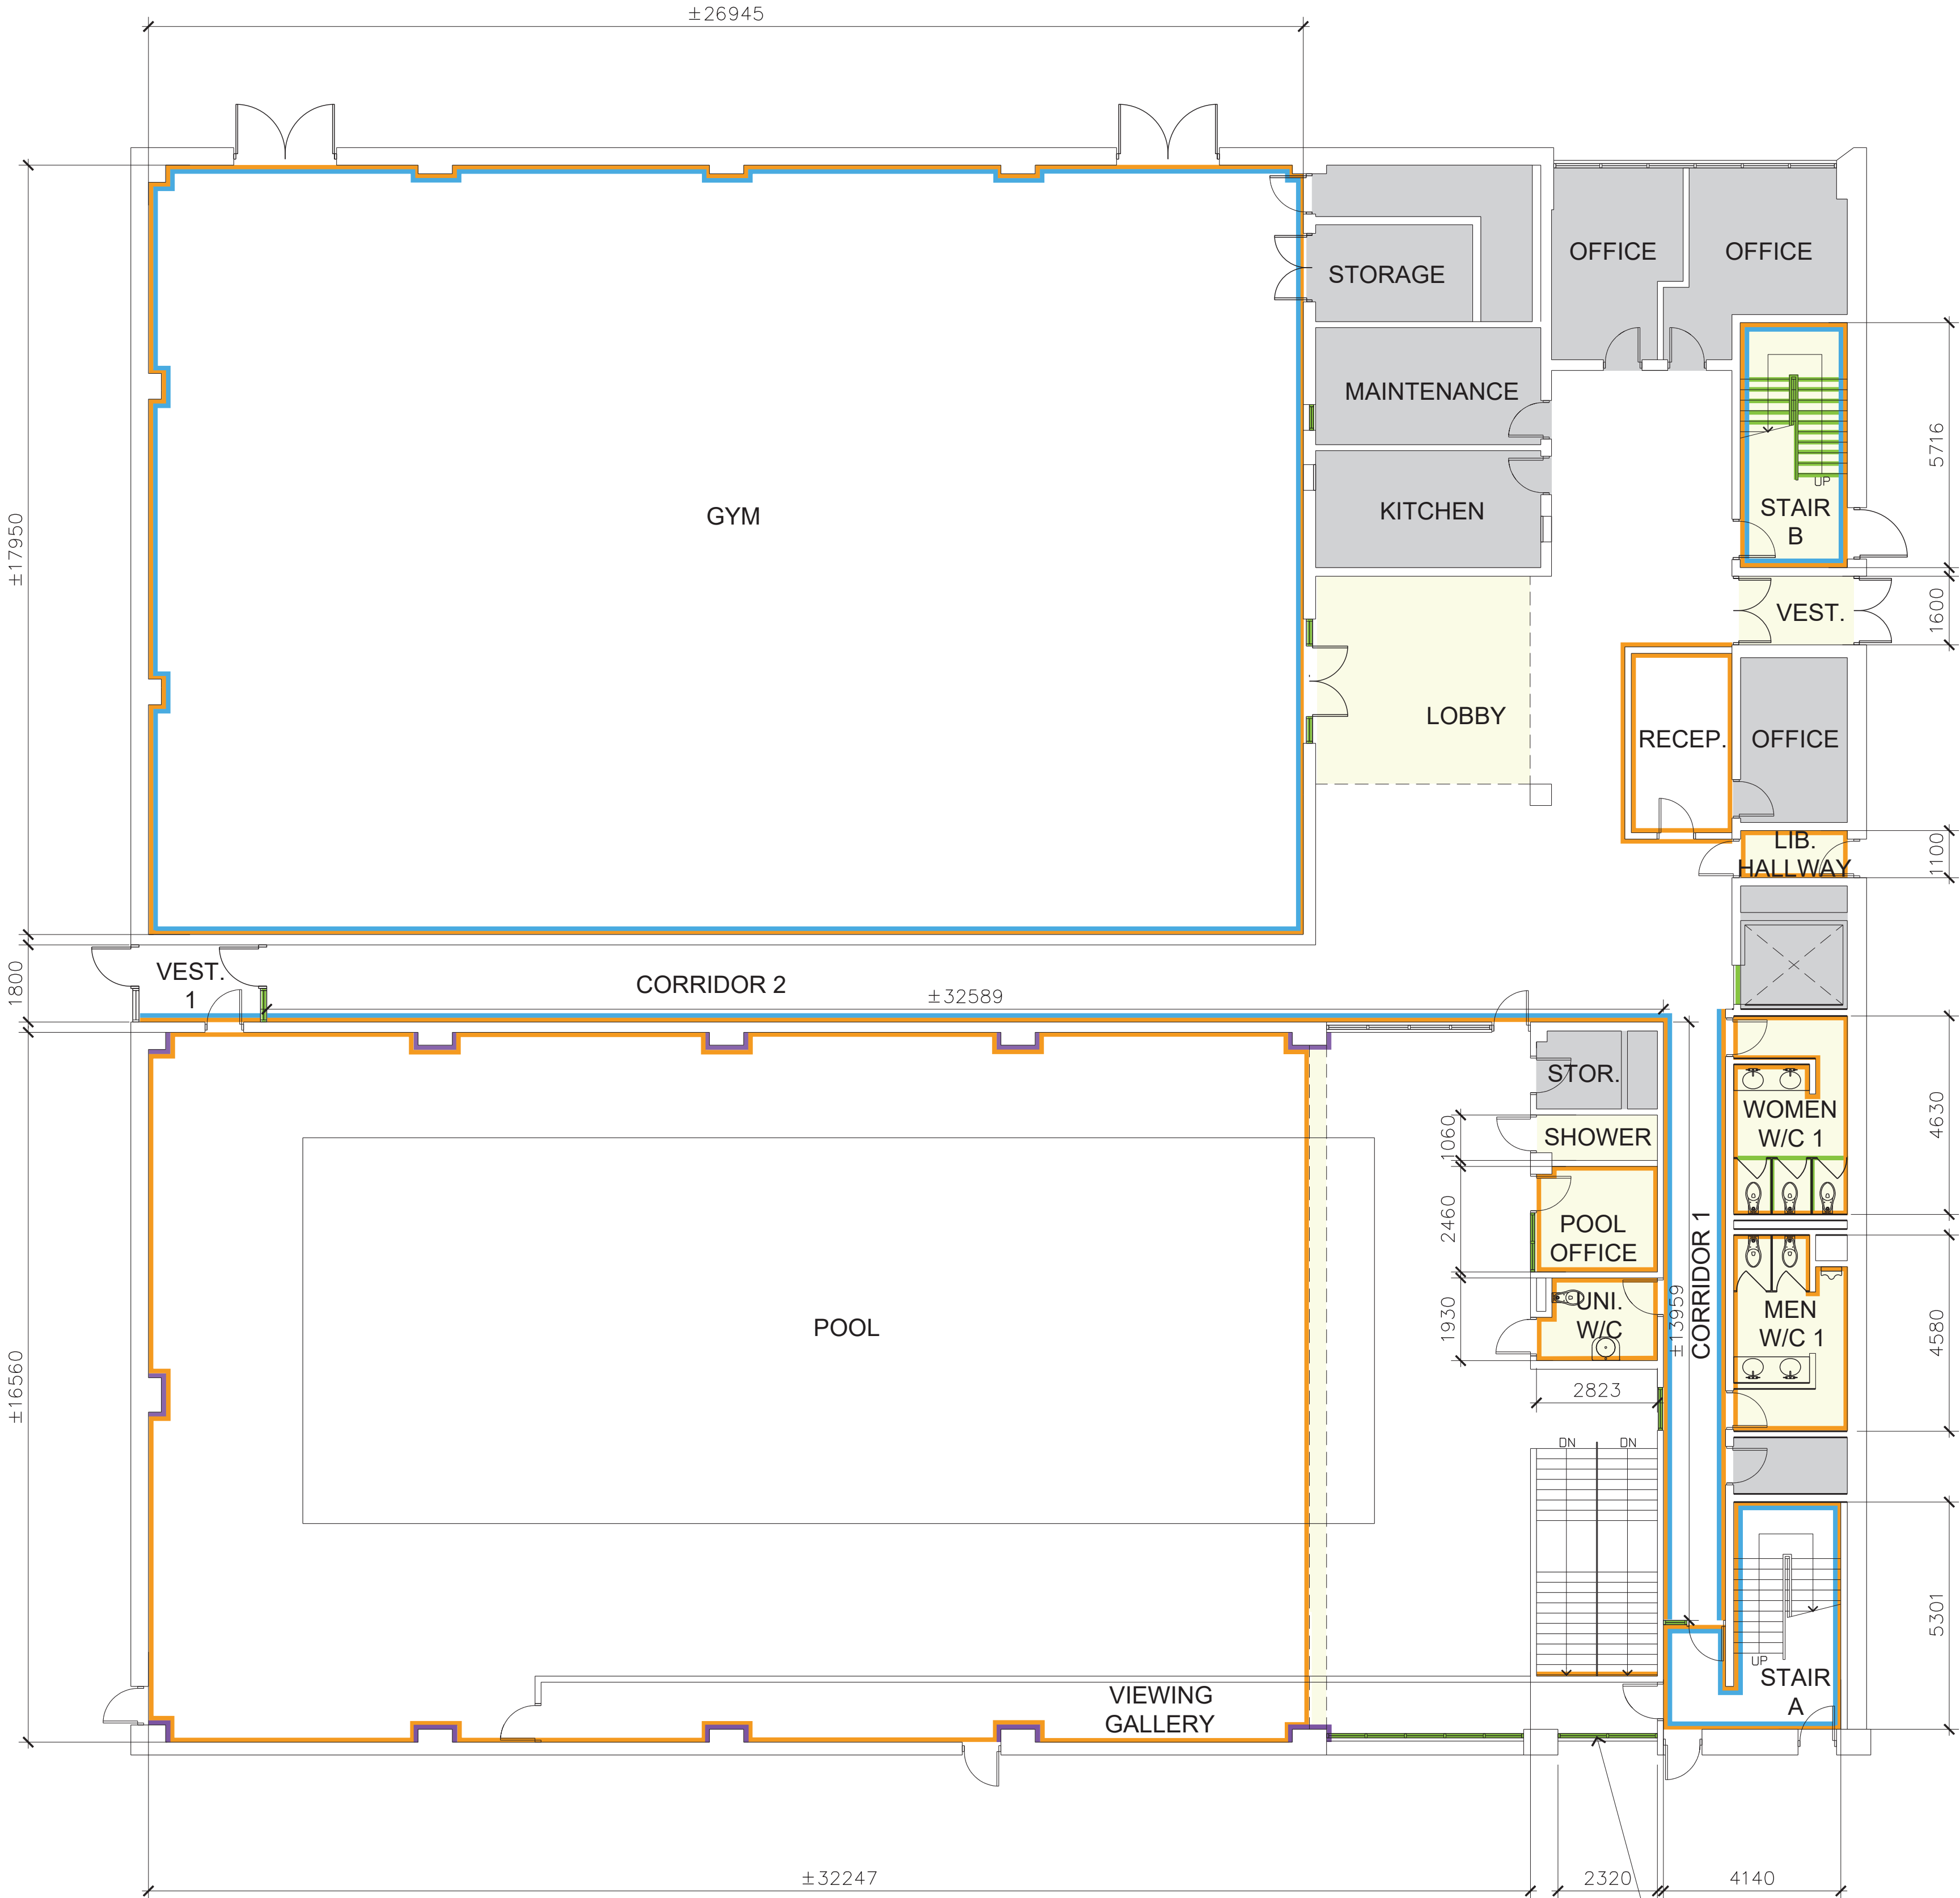 ±26945
OFFICE
OFFICE
STORAGE
MAINTENANCE
5716
UP
GYM
KITCHEN
STAIR
B
±17950
1600
VEST.
LOBBY
RECEP.
OFFICE
LIB.
HALLWAY
1100
1800
VEST.
1
CORRIDOR 2
±32589
STOR.
1060
SHOWER
WOMEN
W/C 1
4630
2460
POOL
OFFICE
CORRIDOR 1
±13959
1930
UNI.
W/C
MEN
W/C 1
4580
POOL
±16560
2823
DN
DN
5301
UP
STAIR
A
VIEWING
GALLERY
±32247
2320
4140